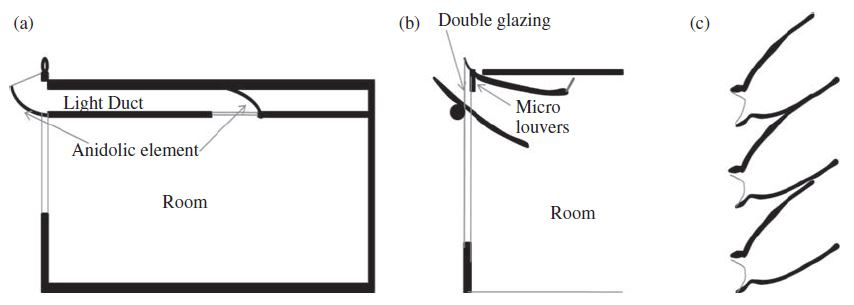 (a)
Light Duct
Anidolic element
Room
(b)
Double glazing
Micro
louvers
Room
(c)